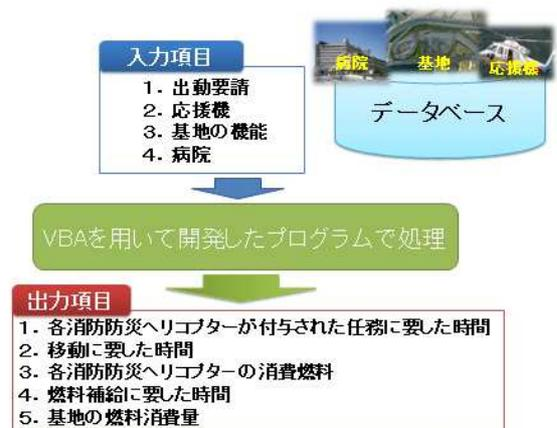 入力項目
1. 出動要請
2. 応援機
3. 基地の機能
4. 病院
病院
基地
応援機
データベース
VBAを用いて開発したプログラムで処理
出力項目
1. 各消防防災ヘリコプターが付与された任務に要した時間
2. 移動に要した時間
3. 各消防防災ヘリコプターの消費燃料
4. 燃料補給に要した時間
5. 基地の燃料消費量